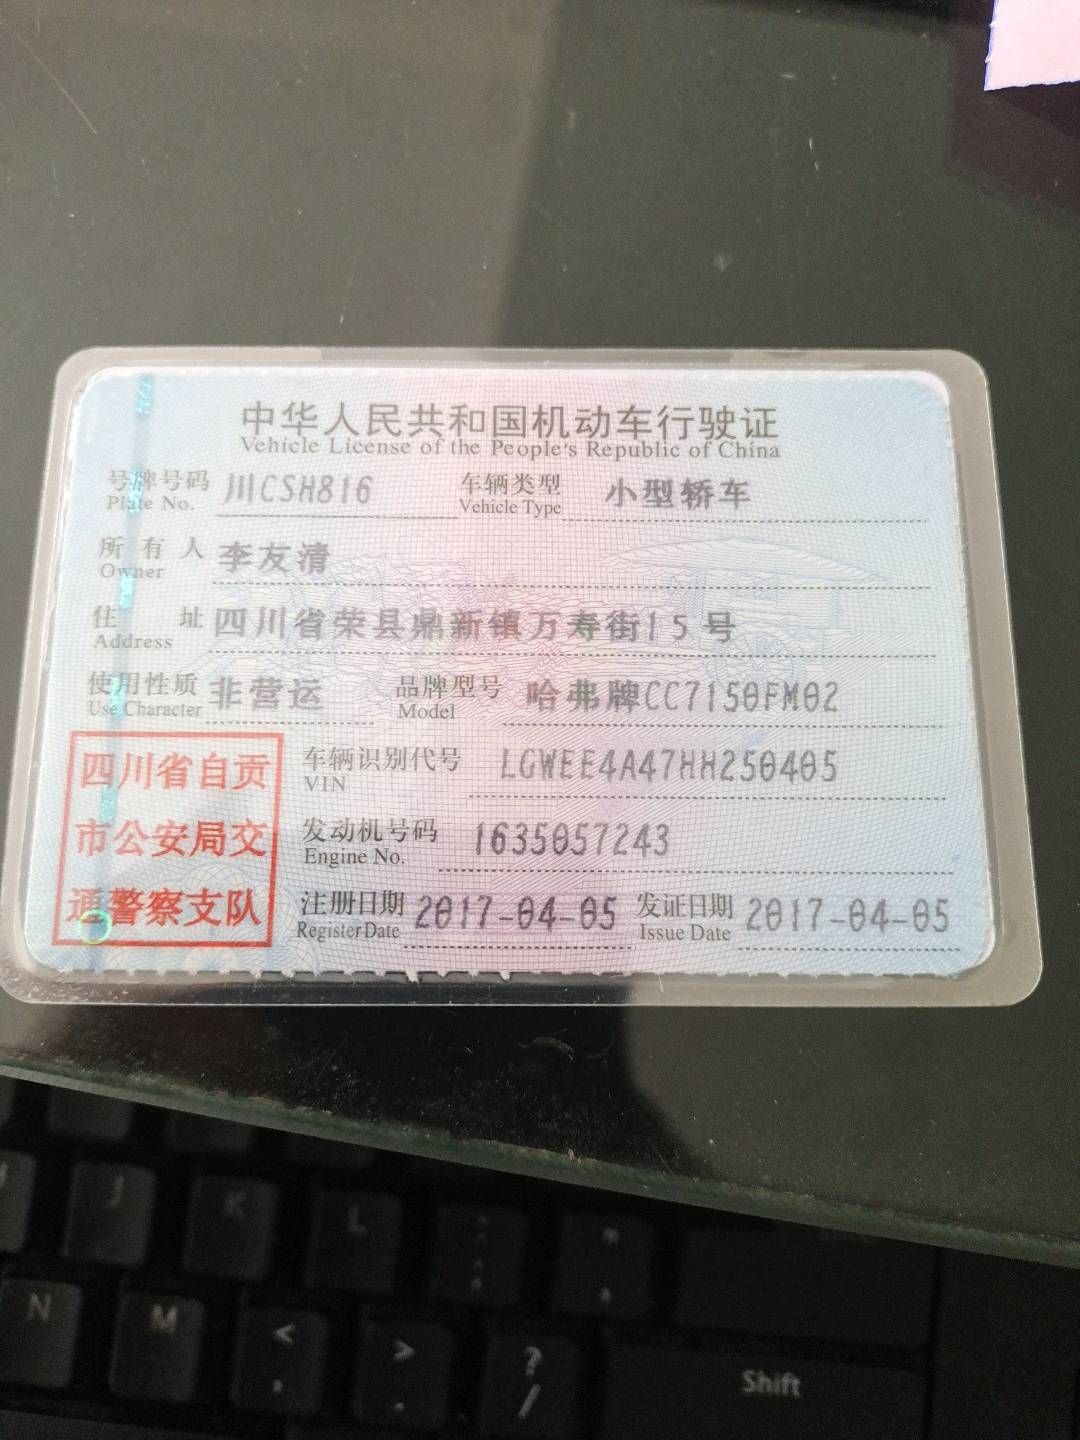 中华人民共和国机动车行驶证
Vehicle License of the People's Republic of China
号牌号码 川CSH816 车辆类型 小型轿车
Plate No. Vehicle Type
所有人 李友清
Owner
住址 四川省荣县鼎新镇万寿街15号
Address
使用性质 非营运 品牌型号 哈弗牌CC7150FM02
Use Character Model
四川省自贡
市公安局交
通警察支队
车辆识别代号 LGWEE4A47HH250405
VIN
发动机号码 1635057243
Engine No.
注册日期 2017-04-05 发证日期 2017-04-05
Register Date Issue Date
J K L : ; " '
N M < , > . ? / Shift